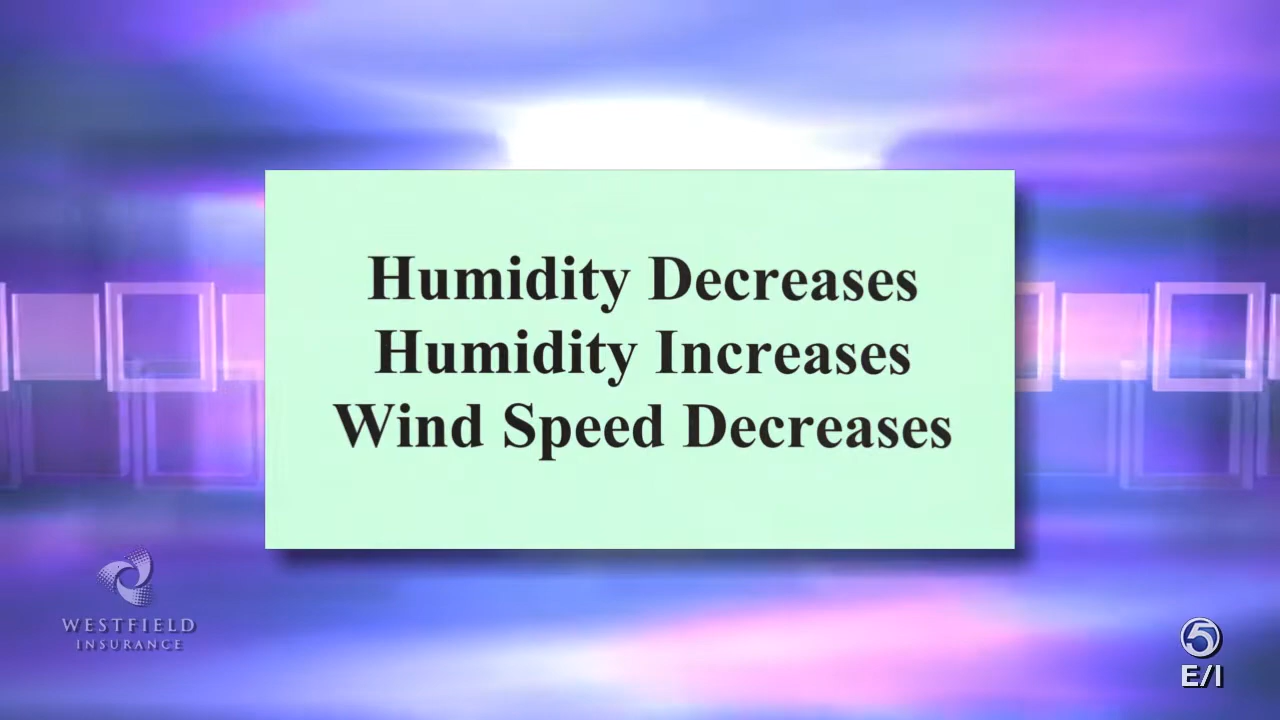 Humidity Decreases
Humidity Increases
Wind Speed Decreases
WESTFIELD
INSURANCE
5
E/I